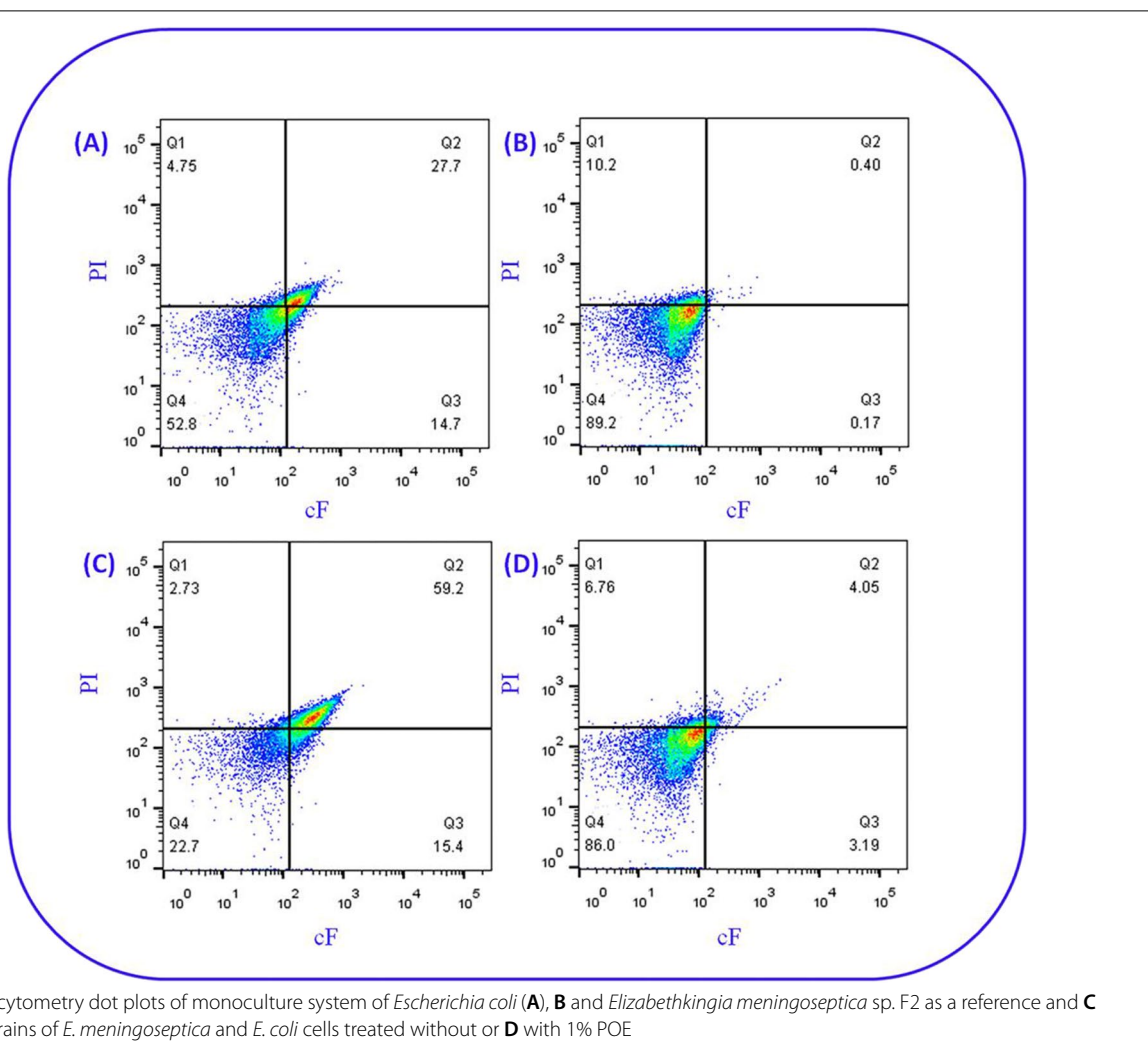 (A)
10^5
10^4
10^3
10^2
10^1
10^0
PI
Q1
4.75
Q2
27.7
Q4
52.8
Q3
14.7
10^0 10^1 10^2 10^3 10^4 10^5
cF
(B)
10^5
10^4
10^3
10^2
10^1
10^0
PI
Q1
10.2
Q2
0.40
Q4
89.2
Q3
0.17
10^0 10^1 10^2 10^3 10^4 10^5
cF
(C)
10^5
10^4
10^3
10^2
10^1
10^0
PI
Q1
2.73
Q2
59.2
Q4
22.7
Q3
15.4
10^0 10^1 10^2 10^3 10^4 10^5
cF
(D)
10^5
10^4
10^3
10^2
10^1
10^0
PI
Q1
6.76
Q2
4.05
Q4
86.0
Q3
3.19
10^0 10^1 10^2 10^3 10^4 10^5
cF
cytometry dot plots of monoculture system of Escherichia coli (A), B and Elizabethkingia meningoseptica sp. F2 as a reference and C
rains of E. meningoseptica and E. coli cells treated without or D with 1% POE